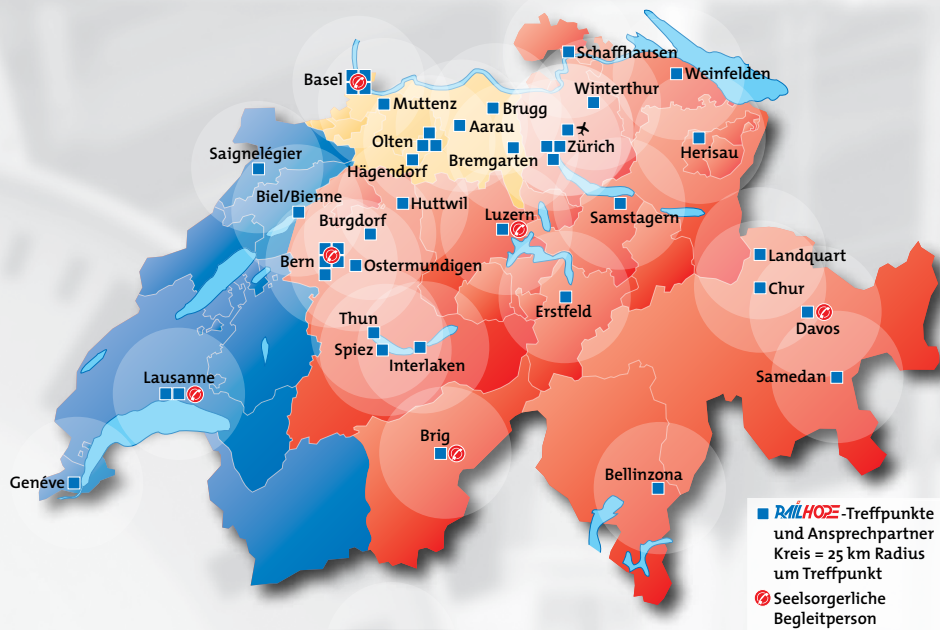 Schaffhausen
Basel
Weinfelden
Winterthur
Muttenz
Brugg
Aarau
Olten
Zürich
Bremgarten
Herisau
Saignelégier
Hägendorf
Biel/Bienne
Huttwil
Luzern
Samstagern
Burgdorf
Bern
Ostermundigen
Landquart
Chur
Erstfeld
Davos
Thun
Spiez
Interlaken
Lausanne
Samedan
Brig
Bellinzona
Genéve
RAILHOPE-Treffpunkte
und Ansprechpartner
Kreis = 25 km Radius
um Treffpunkt
Seelsorgerliche
Begleitperson